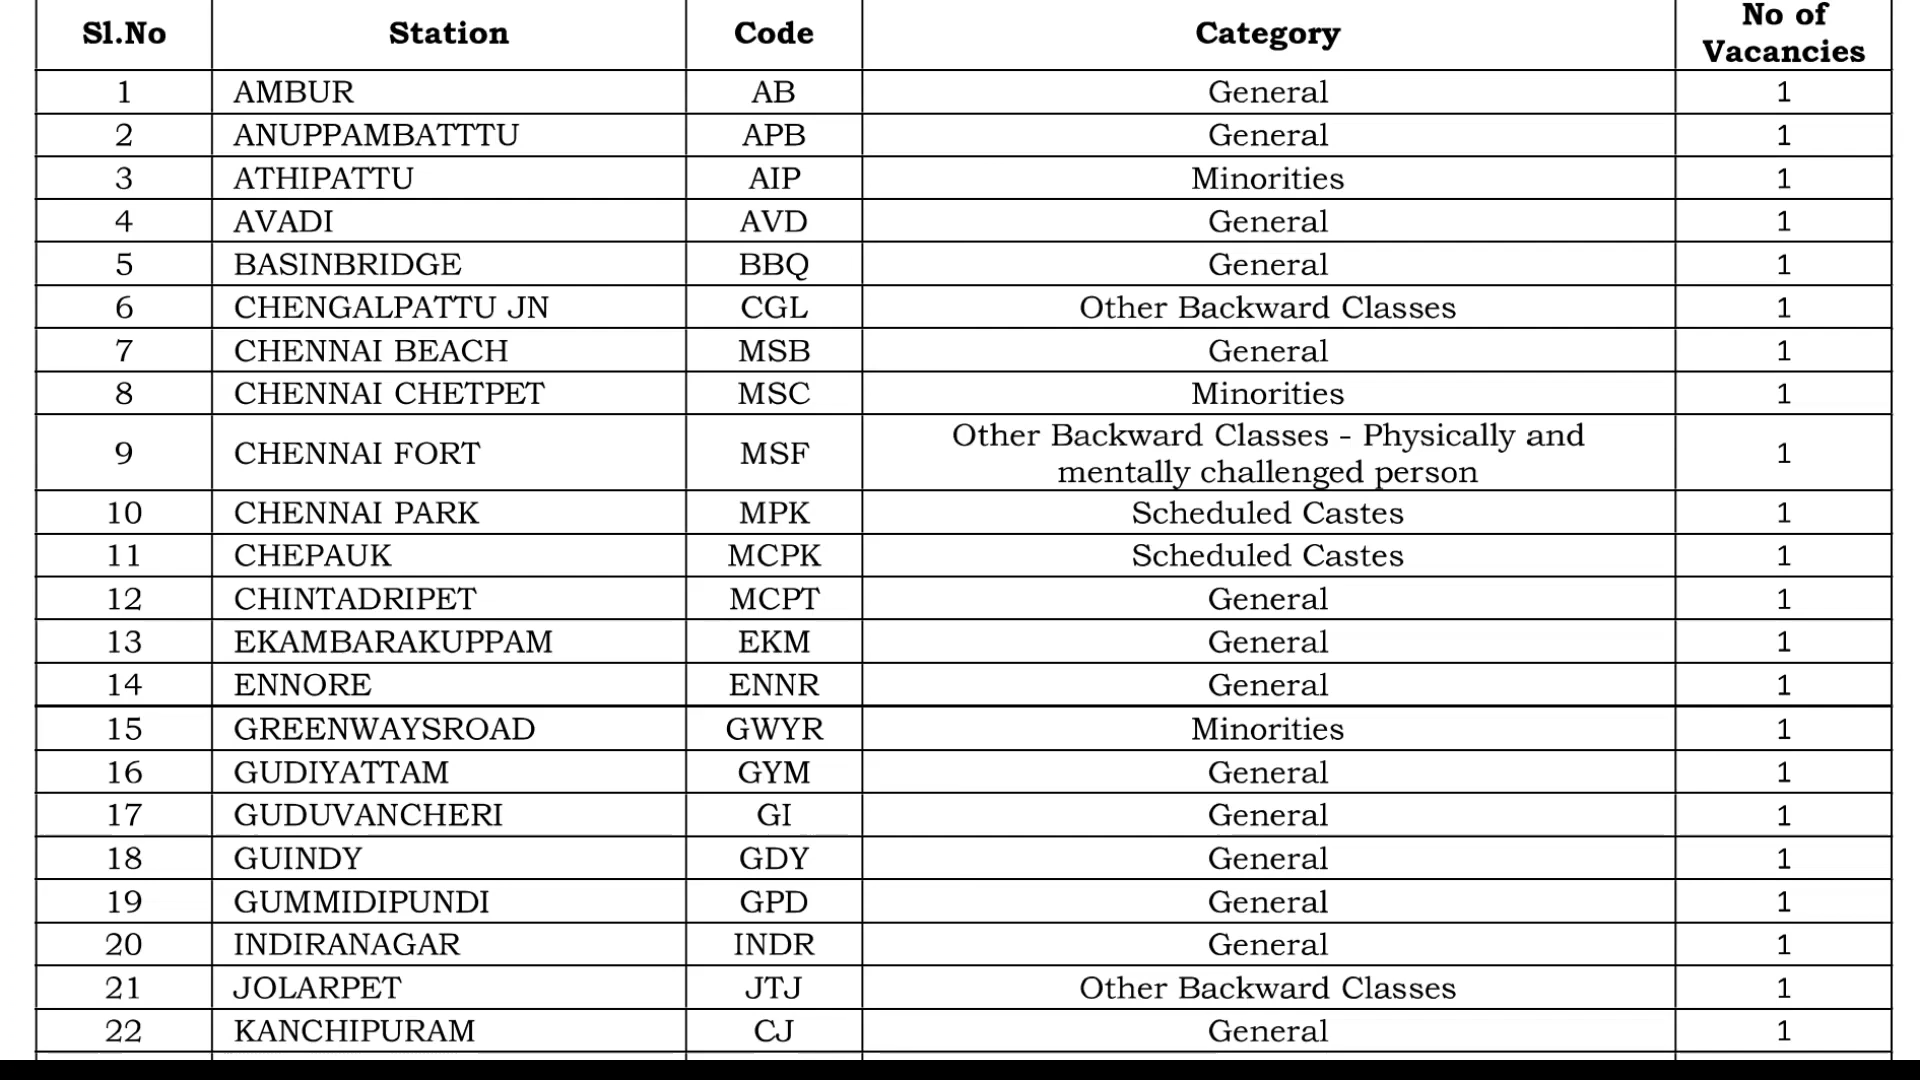 Sl.No Station Code Category No of Vacancies
1 AMBUR AB General 1
2 ANUPPAMBATTTU APB General 1
3 ATHIPATTU AIP Minorities 1
4 AVADI AVD General 1
5 BASINBRIDGE BBQ General 1
6 CHENGALPATTU JN CGL Other Backward Classes 1
7 CHENNAI BEACH MSB General 1
8 CHENNAI CHETPET MSC Minorities 1
9 CHENNAI FORT MSF Other Backward Classes - Physically and mentally challenged person 1
10 CHENNAI PARK MPK Scheduled Castes 1
11 CHEPAUK MCPK Scheduled Castes 1
12 CHINTADRIPET MCPT General 1
13 EKAMBARAKUPPAM EKM General 1
14 ENNORE ENNR General 1
15 GREENWAYSROAD GWYR Minorities 1
16 GUDIYATTAM GYM General 1
17 GUDUVANCHERI GI General 1
18 GUINDY GDY General 1
19 GUMMIDIPUNDI GPD General 1
20 INDIRANAGAR INDR General 1
21 JOLARPET JTJ Other Backward Classes 1
22 KANCHIPURAM CJ General 1